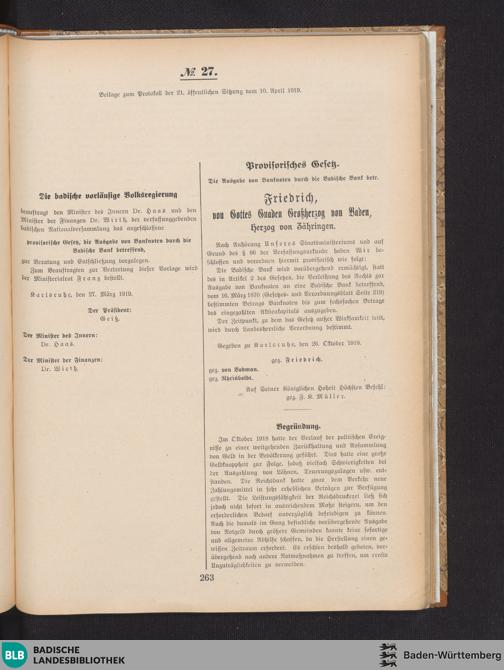 № 27.
Beilage zum Protokoll der 21. öffentlichen Sitzung vom 10. April 1919.
Die badische vorläufige Volksregierung
beauftragt den Minister des Innern Dr. Haas und den
Minister der Finanzen Dr. Wirth, der verfassunggebenden
badischen Nationalversammlung das angeschlossene
provisorische Gesetz, die Ausgabe von Banknoten durch die
Badische Bank betreffend,
zur Beratung und Entschließung vorzulegen.
Zum Beauftragten zur Vertretung dieser Vorlage wird
der Ministerialrat Franz bestellt.
Karlsruhe, den 27. März 1919.
Der Präsident:
Geiß.
Der Minister des Innern:
Dr. Haas.
Der Minister der Finanzen:
Dr. Wirth.
Provisorisches Gesetz.
Die Ausgabe von Banknoten durch die Badische Bank betr.
Friedrich,
von Gottes Gnaden Großherzog von Baden,
Herzog von Zähringen.
Nach Anhörung Unseres Staatsministeriums und auf
Grund des § 66 der Verfassungsurkunde haben Wir be-
schlossen und verordnen hiermit provisorisch wie folgt:
Die Badische Bank wird vorübergehend ermächtigt, statt
des in Artikel 2 des Gesetzes, die Verleihung des Rechts zur
Ausgabe von Banknoten an eine Badische Bank betreffend,
vom 16. März 1870 (Gesetzes- und Verordnungsblatt Seite 219)
bestimmten Betrags Banknoten bis zum sechsfachen Betrags
des eingezahlten Aktienkapitals auszugeben.
Der Zeitpunkt, zu dem das Gesetz außer Wirksamkeit tritt,
wird durch landesherrliche Verordnung bestimmt.
Gegeben zu Karlsruhe, den 26. Oktober 1919.
gez. Friedrich.
gez. von Bodman.
gez. Rheinboldt.
Auf Seiner Königlichen Hoheit Höchsten Befehl:
gez. F. K. Müller.
Begründung.
Im Oktober 1918 hatte der Verlauf der politischen Ereig-
nisse zu einer weitgehenden Zurückhaltung und Ansammlung
von Geld in der Bevölkerung geführt. Dies hatte eine große
Geldknappheit zur Folge, sodaß vielfach Schwierigkeiten bei
der Auszahlung von Löhnen, Teuerungszulagen usw. ent-
standen. Die Reichsbank hatte zwar dem Verkehr neue
Zahlungsmittel in sehr erheblichen Beträgen zur Verfügung
gestellt. Die Leistungsfähigkeit der Reichsdruckerei ließ sich
jedoch nicht sofort in ausreichendem Maße steigern, um den
erforderlichen Bedarf unverzüglich befriedigen zu können.
Auch die damals im Gang befindliche vorübergehende Ausgabe
von Notgeld durch größere Gemeinden konnte keine sofortige
und allgemeine Abhilfe schaffen, da die Herstellung einen ge-
wissen Zeitraum erfordert. Es erschien deshalb geboten, vor-
übergehend noch andere Notmaßnahmen zu treffen, um ernste
Unzuträglichkeiten zu vermeiden.
263
BLB
BADISCHE
LANDESBIBLIOTHEK
Baden-Württemberg